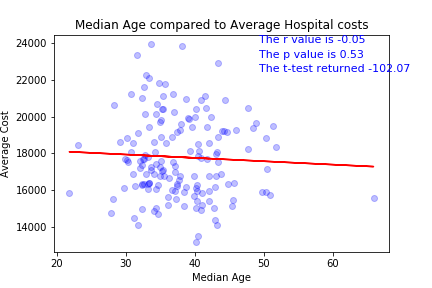 Median Age compared to Average Hospital costs
The r value is -0.05
The p value is 0.53
The t-test returned -102.07
Average Cost
24000
22000
20000
18000
16000
14000
20
30
40
50
60
Median Age